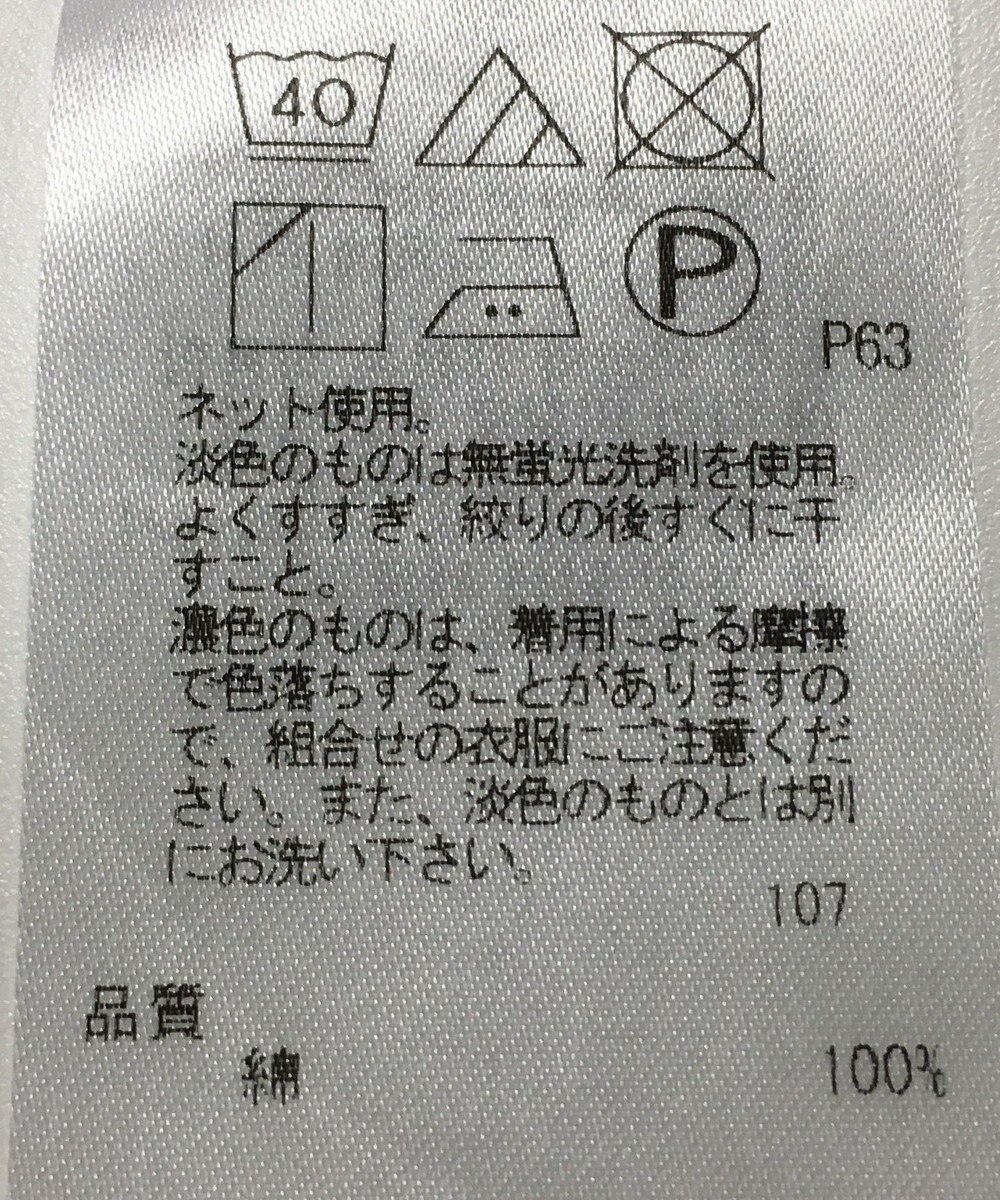 40
P
P63
ネット使用。
淡色のものは無蛍光洗剤を使用。
よくすすぎ、絞りの後すぐに干
すこと。
濃色のものは、着用による摩擦
で色落ちすることがありますの
で、組合せの衣服にご注意くだ
さい。また、淡色のものとは別
にお洗い下さい。
107
品質
綿 100%